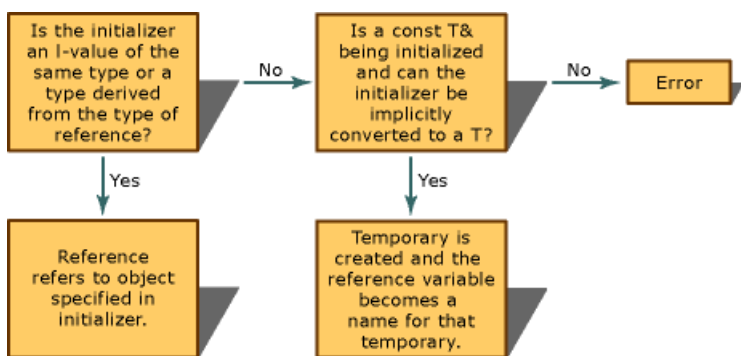 Is the initializer
an l-value of the
same type or a
type derived
from the type of
reference?
No
Is a const T&
being initialized
and can the
initializer be
implicitly
converted to a T?
No
Error
Yes
Yes
Reference
refers to object
specified in
initializer.
Temporary is
created and the
reference variable
becomes a
name for that
temporary.